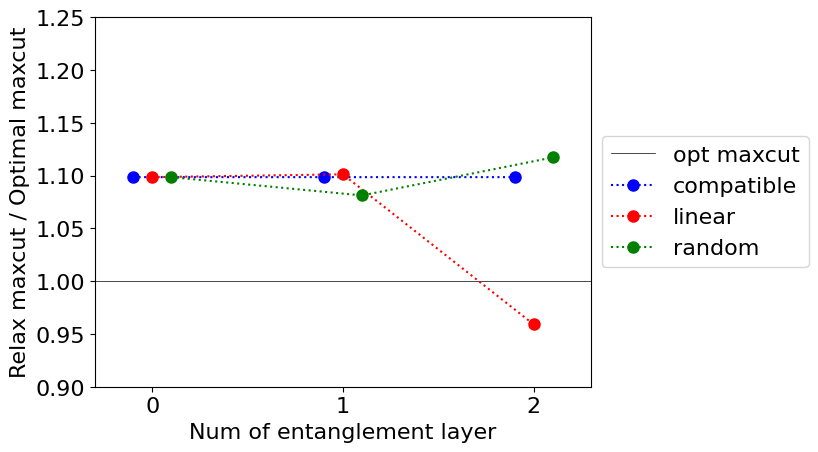 Relax maxcut / Optimal maxcut
1.25
1.20
1.15
1.10
1.05
1.00
0.95
0.90
0
1
2
Num of entanglement layer
opt maxcut
compatible
linear
random